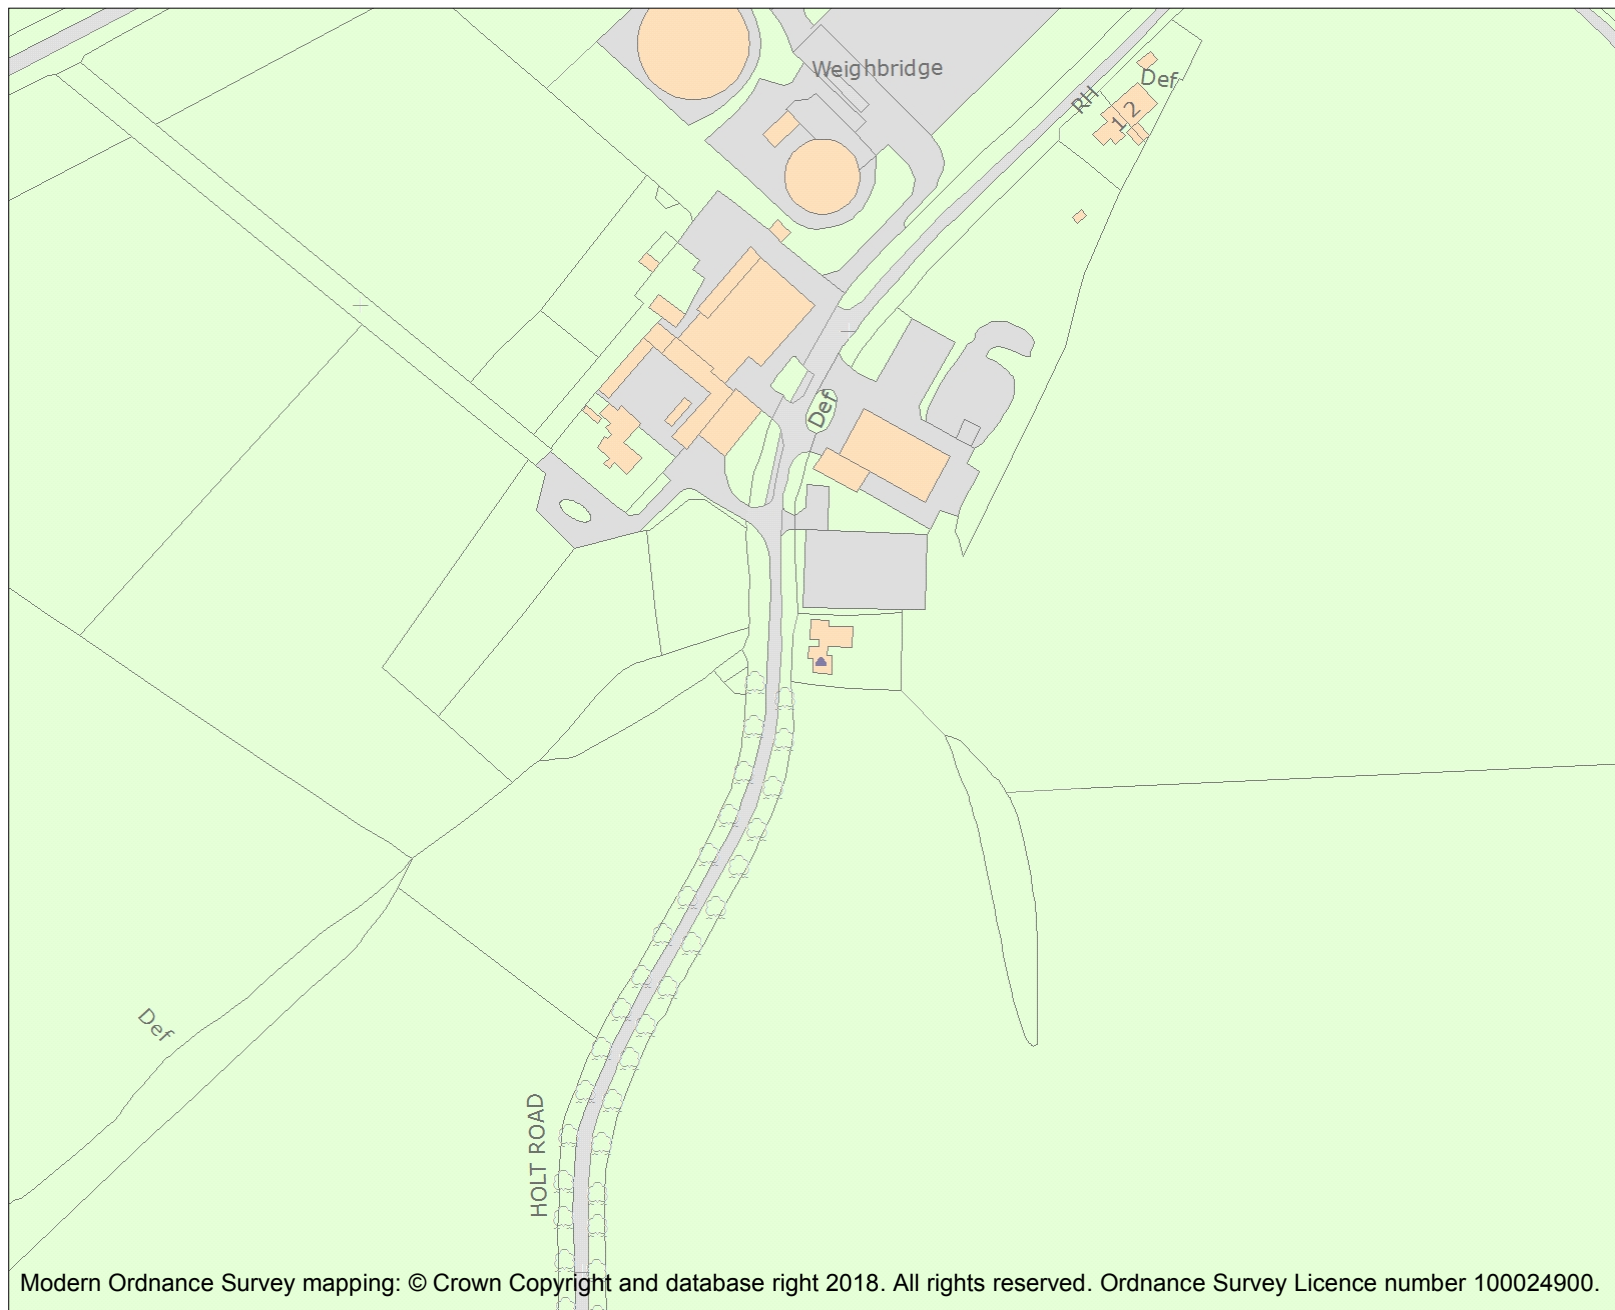 Weighbridge
Def
RH
1 2
Def
Def
HOLT ROAD
Modern Ordnance Survey mapping: © Crown Copyright and database right 2018. All rights reserved. Ordnance Survey Licence number 100024900.